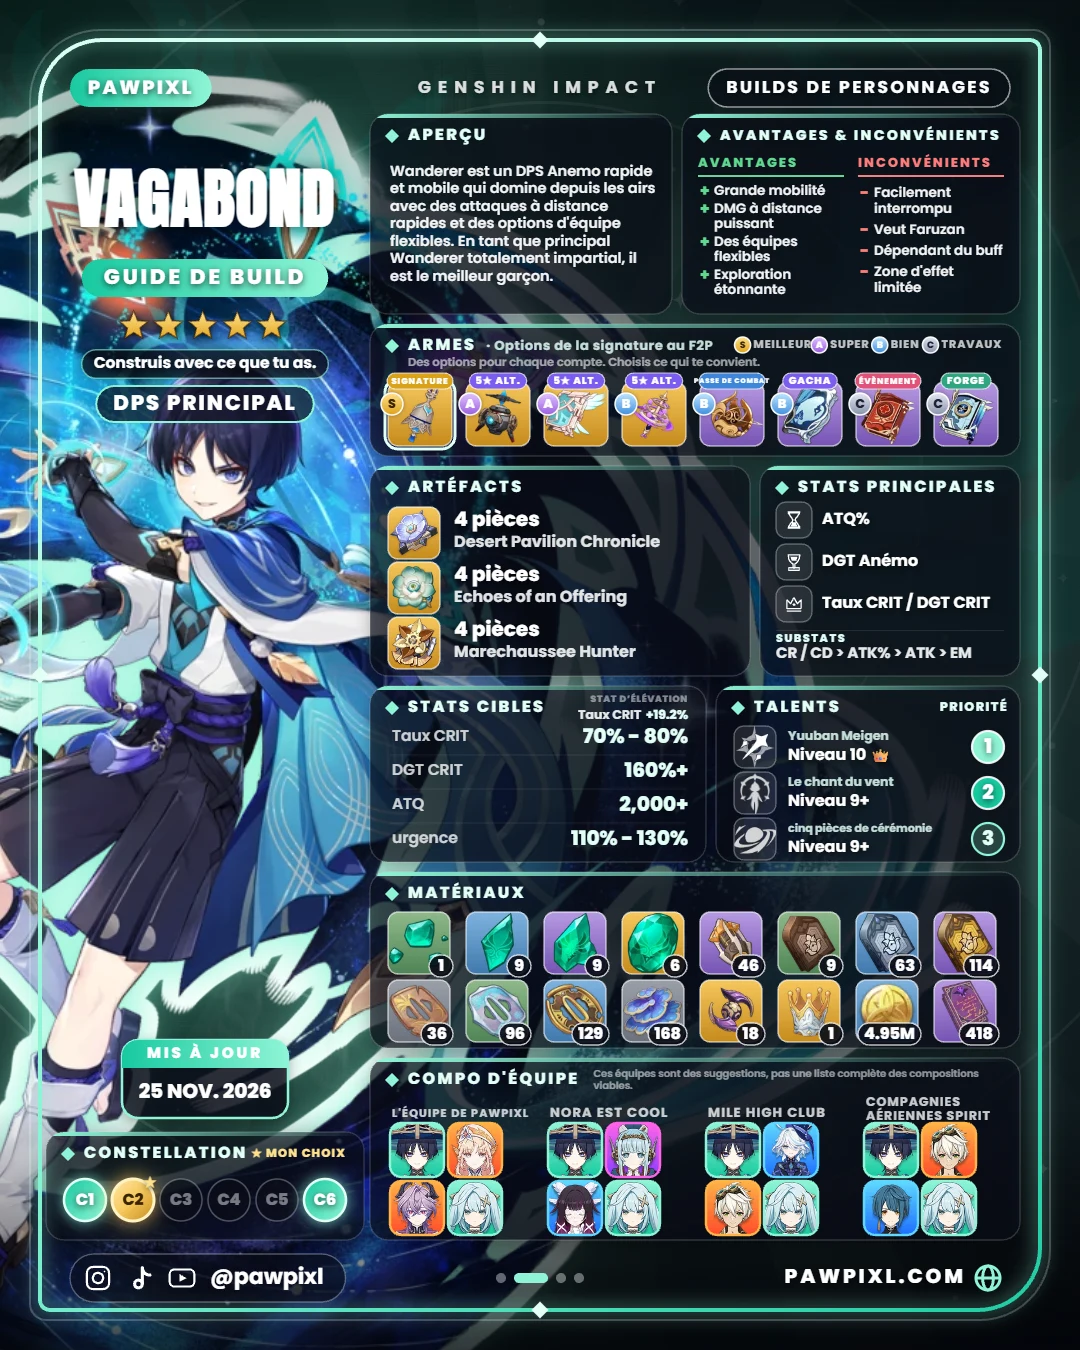 PAWPIXL
GENSHIN IMPACT
BUILDS DE PERSONNAGES
VAGABOND
GUIDE DE BUILD
Construis avec ce que tu as.
DPS PRINCIPAL
APERÇU
Wanderer est un DPS Anemo rapide
et mobile qui domine depuis les airs
avec des attaques à distance
rapides et des options d'équipe
flexibles. En tant que principal
Wanderer totalement impartial, il
est le meilleur garçon.
AVANTAGES & INCONVÉNIENTS
AVANTAGES
+ Grande mobilité
+ DMG à distance
puissant
+ Des équipes
flexibles
+ Exploration
étonnante
INCONVÉNIENTS
- Facilement
interrompu
- Veut Faruzan
- Dépendant du buff
- Zone d'effet
limitée
ARMES · Options de la signature au F2P
S MEILLEUR A SUPER B BIEN C TRAVAUX
Des options pour chaque compte. Choisis ce qui te convient.
SIGNATURE 5★ ALT. 5★ ALT. 5★ ALT. PASSE DE COMBAT GACHA ÉVÈNEMENT FORGE
S A A B B B C C
ARTÉFACTS
4 pièces
Desert Pavilion Chronicle
4 pièces
Echoes of an Offering
4 pièces
Marechaussee Hunter
STATS PRINCIPALES
ATQ%
DGT Anémo
Taux CRIT / DGT CRIT
SUBSTATS
CR / CD > ATK% > ATK > EM
STATS CIBLES
STAT D'ÉLÉVATION
Taux CRIT +19.2%
Taux CRIT 70% – 80%
DGT CRIT 160%+
ATQ 2,000+
urgence 110% – 130%
TALENTS PRIORITÉ
Yuuban Meigen
Niveau 10
1
Le chant du vent
Niveau 9+
2
cinq pièces de cérémonie
Niveau 9+
3
MATÉRIAUX
1 9 9 6 46 9 63 114
36 96 129 168 18 1 4.95M 418
MIS À JOUR
25 NOV. 2026
CONSTELLATION ★ MON CHOIX
C1 C2 C3 C4 C5 C6
COMPO D'ÉQUIPE
Ces équipes sont des suggestions, pas une liste complète des compositions
viables.
L'ÉQUIPE DE PAWPIXL
NORA EST COOL
MILE HIGH CLUB
COMPAGNIES
AÉRIENNES SPIRIT
@pawpixl
PAWPIXL.COM